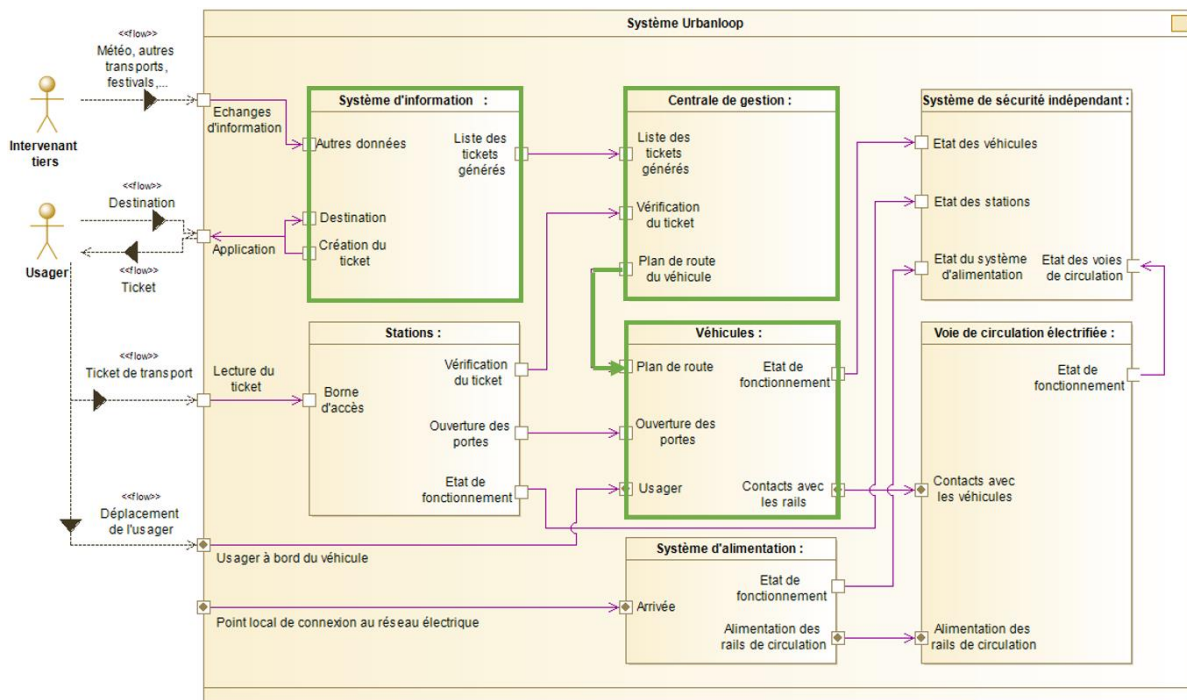 Système Urbanloop
<<flow>>
Météo, autres
transports,
festivals,...
Intervenant
tiers
Echanges
d'information
<<flow>>
Destination
Usager
Application
Ticket
<<flow>>
<<flow>>
Ticket de transport
Lecture du
ticket
<<flow>>
Déplacement
de l'usager
Usager à bord du véhicule
Point local de connexion au réseau électrique
Système d'information :
Autres données
Liste des
tickets
générés
Destination
Création du
ticket
Centrale de gestion :
Liste des
tickets
générés
Vérification
du ticket
Plan de route
du véhicule
Système de sécurité indépendant :
Etat des véhicules
Etat des stations
Etat du système
d'alimentation
Etat des voies
de circulation
Stations :
Vérification
du ticket
Borne
d'accès
Ouverture des
portes
Etat de
fonctionnement
Véhicules :
Plan de route
Etat de
fonctionnement
Ouverture des
portes
Usager
Contacts avec
les rails
Voie de circulation électrifiée :
Etat de
fonctionnement
Contacts avec
les véhicules
Alimentation des
rails de circulation
Système d'alimentation :
Etat de
fonctionnement
Arrivée
Alimentation des
rails de circulation